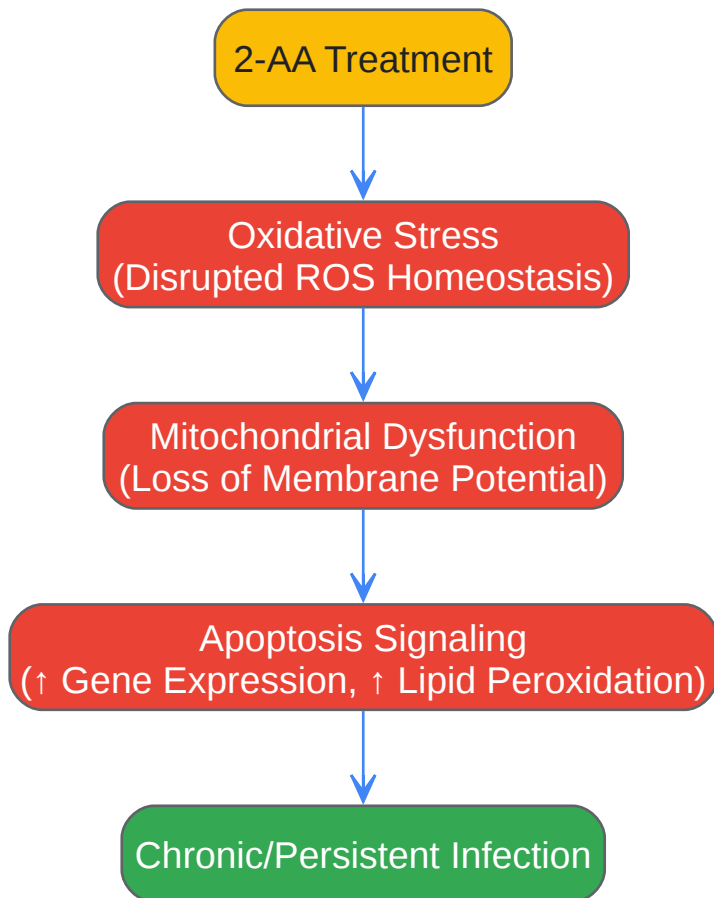 2-AA Treatment
Oxidative Stress
(Disrupted ROS Homeostasis)
Mitochondrial Dysfunction
(Loss of Membrane Potential)
Apoptosis Signaling
(↑ Gene Expression, ↑ Lipid Peroxidation)
Chronic/Persistent Infection